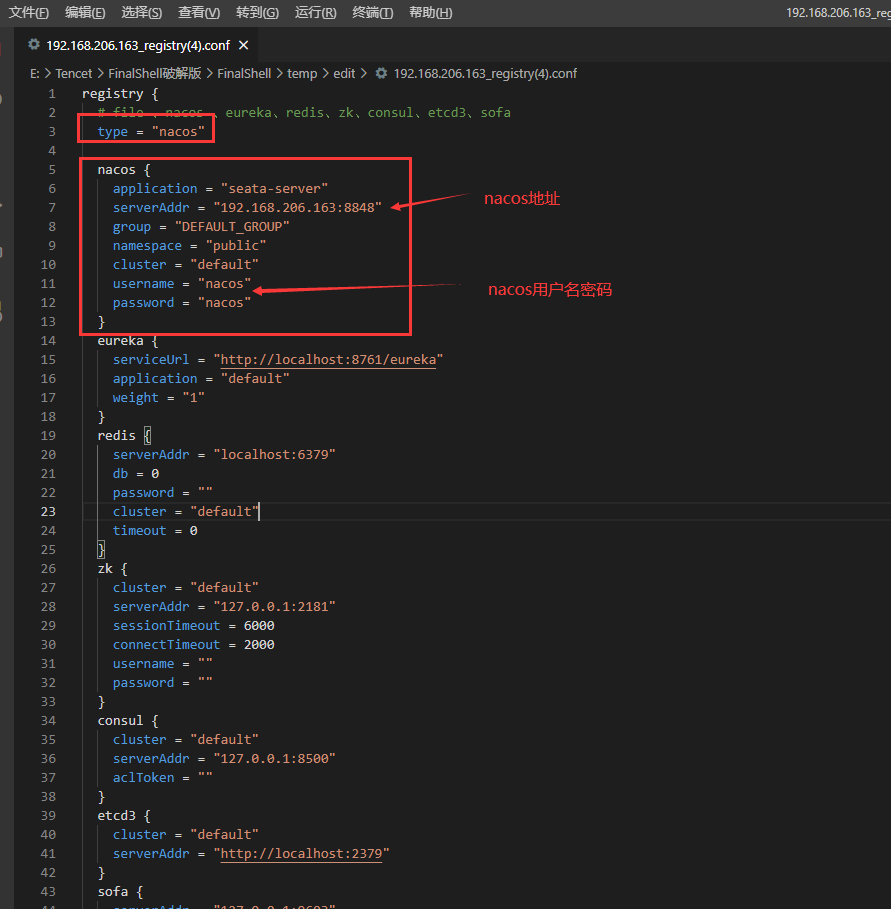 文件(F) 编辑(E) 选择(S) 查看(V) 转到(G) 运行(R) 终端(T) 帮助(H) 192.168.206.163_reg
192.168.206.163_registry(4).conf ×
E: > Tencet > FinalShell破解版 > FinalShell > temp > edit > 192.168.206.163_registry(4).conf
1 registry {
2 # file 、nacos 、eureka、redis、zk、consul、etcd3、sofa
3 type = "nacos"
4
5 nacos {
6 application = "seata-server"
7 serverAddr = "192.168.206.163:8848" nacos地址
8 group = "DEFAULT_GROUP"
9 namespace = "public"
10 cluster = "default"
11 username = "nacos" nacos用户名密码
12 password = "nacos"
13 }
14 eureka {
15 serviceUrl = "http://localhost:8761/eureka"
16 application = "default"
17 weight = "1"
18 }
19 redis {
20 serverAddr = "localhost:6379"
21 db = 0
22 password = ""
23 cluster = "default"
24 timeout = 0
25 }
26 zk {
27 cluster = "default"
28 serverAddr = "127.0.0.1:2181"
29 sessionTimeout = 6000
30 connectTimeout = 2000
31 username = ""
32 password = ""
33 }
34 consul {
35 cluster = "default"
36 serverAddr = "127.0.0.1:8500"
37 aclToken = ""
38 }
39 etcd3 {
40 cluster = "default"
41 serverAddr = "http://localhost:2379"
42 }
43 sofa {
44 serverAddr = "127.0.0.1:9603"